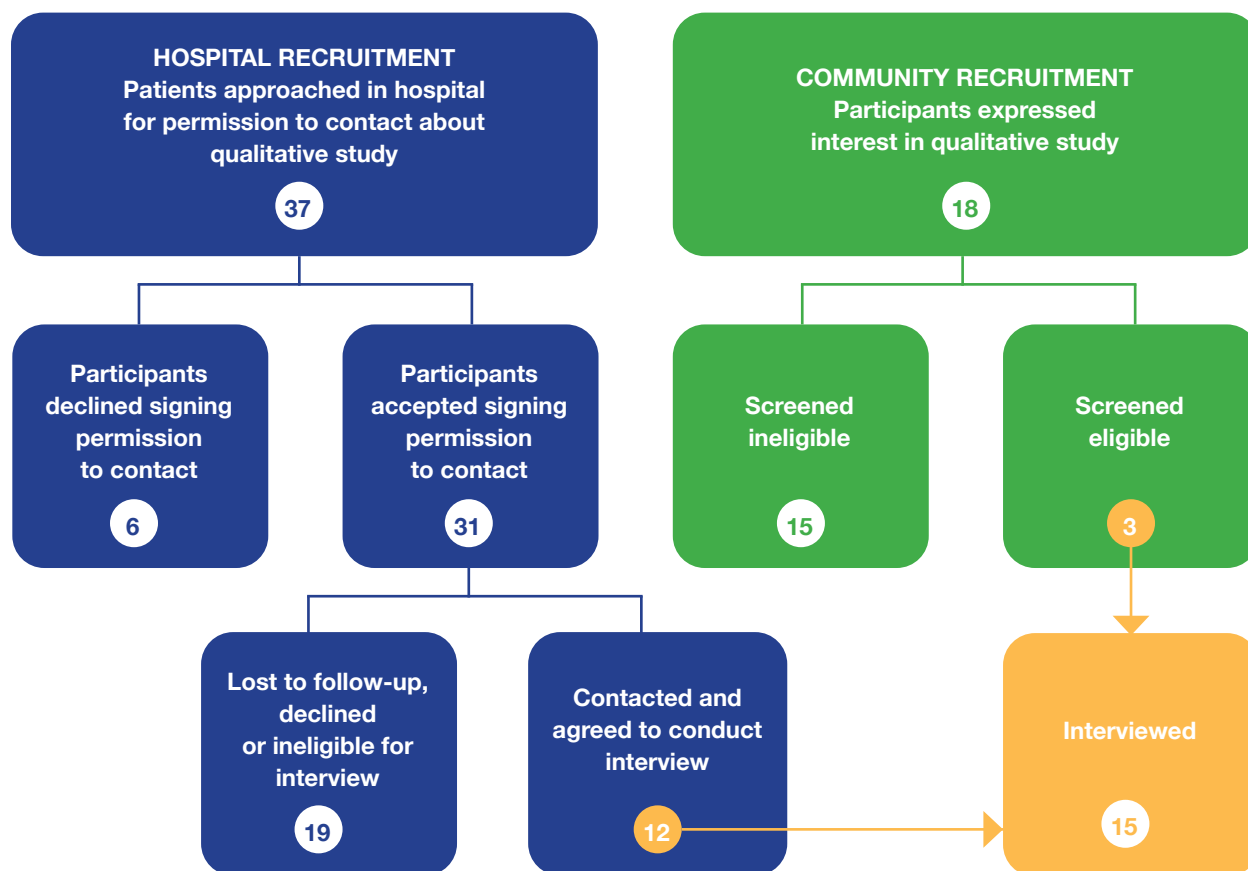 HOSPITAL RECRUITMENT
Patients approached in hospital
for permission to contact about
qualitative study
37
COMMUNITY RECRUITMENT
Participants expressed
interest in qualitative study
18
Participants
declined signing
permission
to contact
6
Participants
accepted signing
permission
to contact
31
Screened
ineligible
15
Screened
eligible
3
Lost to follow-up,
declined
or ineligible for
interview
19
Contacted and
agreed to conduct
interview
12
Interviewed
15